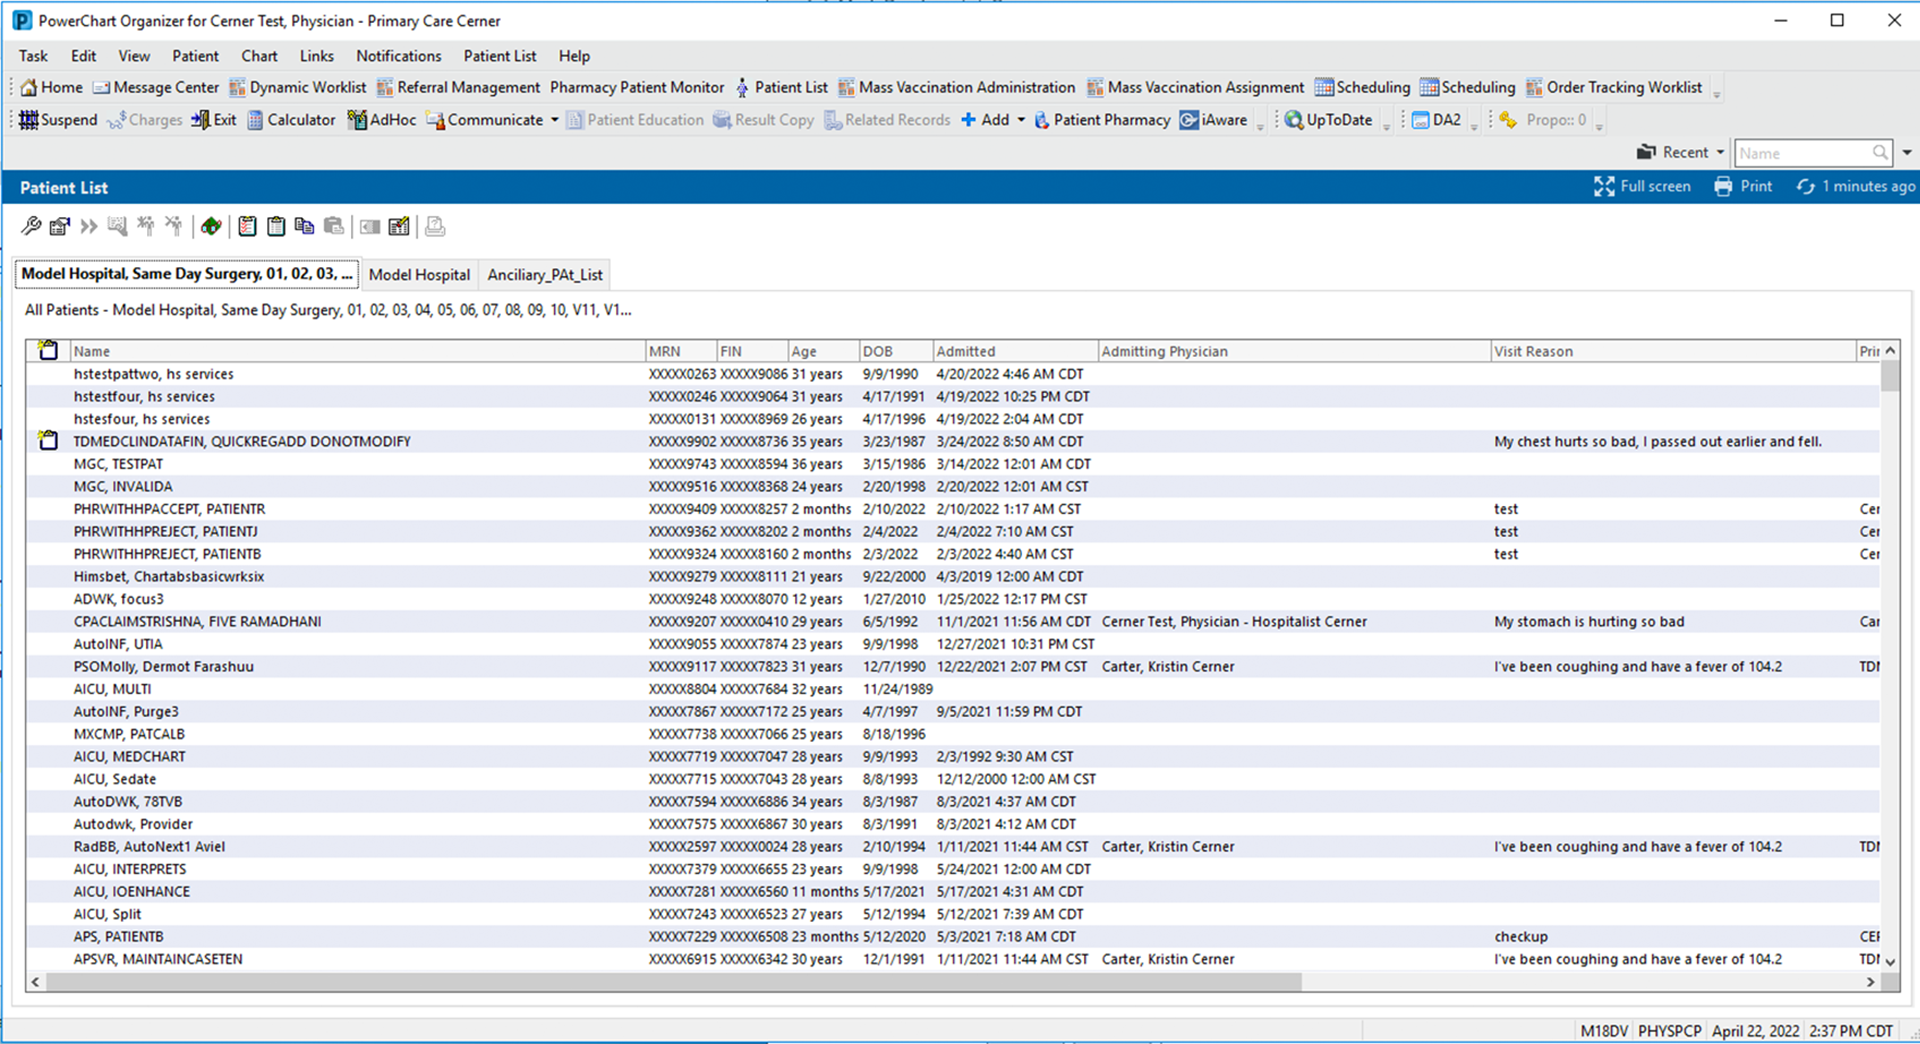 PowerChart Organizer for Cerner Test, Physician - Primary Care Cerner
Task Edit View Patient Chart Links Notifications Patient List Help
Home Message Center Dynamic Worklist Referral Management Pharmacy Patient Monitor Patient List Mass Vaccination Administration Mass Vaccination Assignment Scheduling Scheduling Order Tracking Worklist
Suspend Charges Exit Calculator AdHoc Communicate Patient Education Result Copy Related Records Add Patient Pharmacy iAware UpToDate DA2 Propo:: 0
Recent Name
Patient List Full screen Print 1 minutes ago
Model Hospital, Same Day Surgery, 01, 02, 03, ... Model Hospital Anciliary_PAt_List
All Patients - Model Hospital, Same Day Surgery, 01, 02, 03, 04, 05, 06, 07, 08, 09, 10, V11, V1...
Name MRN FIN Age DOB Admitted Admitting Physician Visit Reason Prir
hstestpattwo, hs services XXXXX0263 XXXXX9086 31 years 9/9/1990 4/20/2022 4:46 AM CDT
hstestfour, hs services XXXXX0246 XXXXX9064 31 years 4/17/1991 4/19/2022 10:25 PM CDT
hstesfour, hs services XXXXX0131 XXXXX8969 26 years 4/17/1996 4/19/2022 2:04 AM CDT
TDMEDCLINDATAFIN, QUICKREGADD DONOTMODIFY XXXXX9902 XXXXX8736 35 years 3/23/1987 3/24/2022 8:50 AM CDT My chest hurts so bad, I passed out earlier and fell.
MGC, TESTPAT XXXXX9743 XXXXX8594 36 years 3/15/1986 3/14/2022 12:01 AM CDT
MGC, INVALIDA XXXXX9516 XXXXX8368 24 years 2/20/1998 2/20/2022 12:01 AM CST
PHRWITHHPACCEPT, PATIENTR XXXXX9409 XXXXX8257 2 months 2/10/2022 2/10/2022 1:17 AM CST test Cer
PHRWITHHPREJECT, PATIENTJ XXXXX9362 XXXXX8202 2 months 2/4/2022 2/4/2022 7:10 AM CST test Cer
PHRWITHHPREJECT, PATIENTB XXXXX9324 XXXXX8160 2 months 2/3/2022 2/3/2022 4:40 AM CST test Cer
Himsbet, Chartabsbasicwrksix XXXXX9279 XXXXX8111 21 years 9/22/2000 4/3/2019 12:00 AM CDT
ADWK, focus3 XXXXX9248 XXXXX8070 12 years 1/27/2010 1/25/2022 12:17 PM CST
CPACLAIMSTRISHNA, FIVE RAMADHANI XXXXX9207 XXXXX0410 29 years 6/5/1992 11/1/2021 11:56 AM CDT Cerner Test, Physician - Hospitalist Cerner My stomach is hurting so bad Car
AutoINF, UTIA XXXXX9055 XXXXX7874 23 years 9/9/1998 12/27/2021 10:31 PM CST
PSOMolly, Dermot Farashuu XXXXX9117 XXXXX7823 31 years 12/7/1990 12/22/2021 2:07 PM CST Carter, Kristin Cerner I've been coughing and have a fever of 104.2 TDM
AICU, MULTI XXXXX8804 XXXXX7684 32 years 11/24/1989
AutoINF, Purge3 XXXXX7867 XXXXX7172 25 years 4/7/1997 9/5/2021 11:59 PM CDT
MXCMP, PATCALB XXXXX7738 XXXXX7066 25 years 8/18/1996
AICU, MEDCHART XXXXX7719 XXXXX7047 28 years 9/9/1993 2/3/1992 9:30 AM CST
AICU, Sedate XXXXX7715 XXXXX7043 28 years 8/8/1993 12/12/2000 12:00 AM CST
AutoDWK, 78TVB XXXXX7594 XXXXX6886 34 years 8/3/1987 8/3/2021 4:37 AM CDT
Autodwk, Provider XXXXX7575 XXXXX6867 30 years 8/3/1991 8/3/2021 4:12 AM CDT
RadBB, AutoNext1 Aviel XXXXX2597 XXXXX0024 28 years 2/10/1994 1/11/2021 11:44 AM CST Carter, Kristin Cerner I've been coughing and have a fever of 104.2 TDM
AICU, INTERPRETS XXXXX7379 XXXXX6655 23 years 9/9/1998 5/24/2021 12:00 AM CDT
AICU, IOENHANCE XXXXX7281 XXXXX6560 11 months 5/17/2021 5/17/2021 4:31 AM CDT
AICU, Split XXXXX7243 XXXXX6523 27 years 5/12/1994 5/12/2021 7:39 AM CDT
APS, PATIENTB XXXXX7229 XXXXX6508 23 months 5/12/2020 5/3/2021 7:18 AM CDT checkup CER
APSVR, MAINTAINCASETEN XXXXX6915 XXXXX6342 30 years 12/1/1991 1/11/2021 11:44 AM CST Carter, Kristin Cerner I've been coughing and have a fever of 104.2 TDM
M18DV PHYSPCP April 22, 2022 2:37 PM CDT